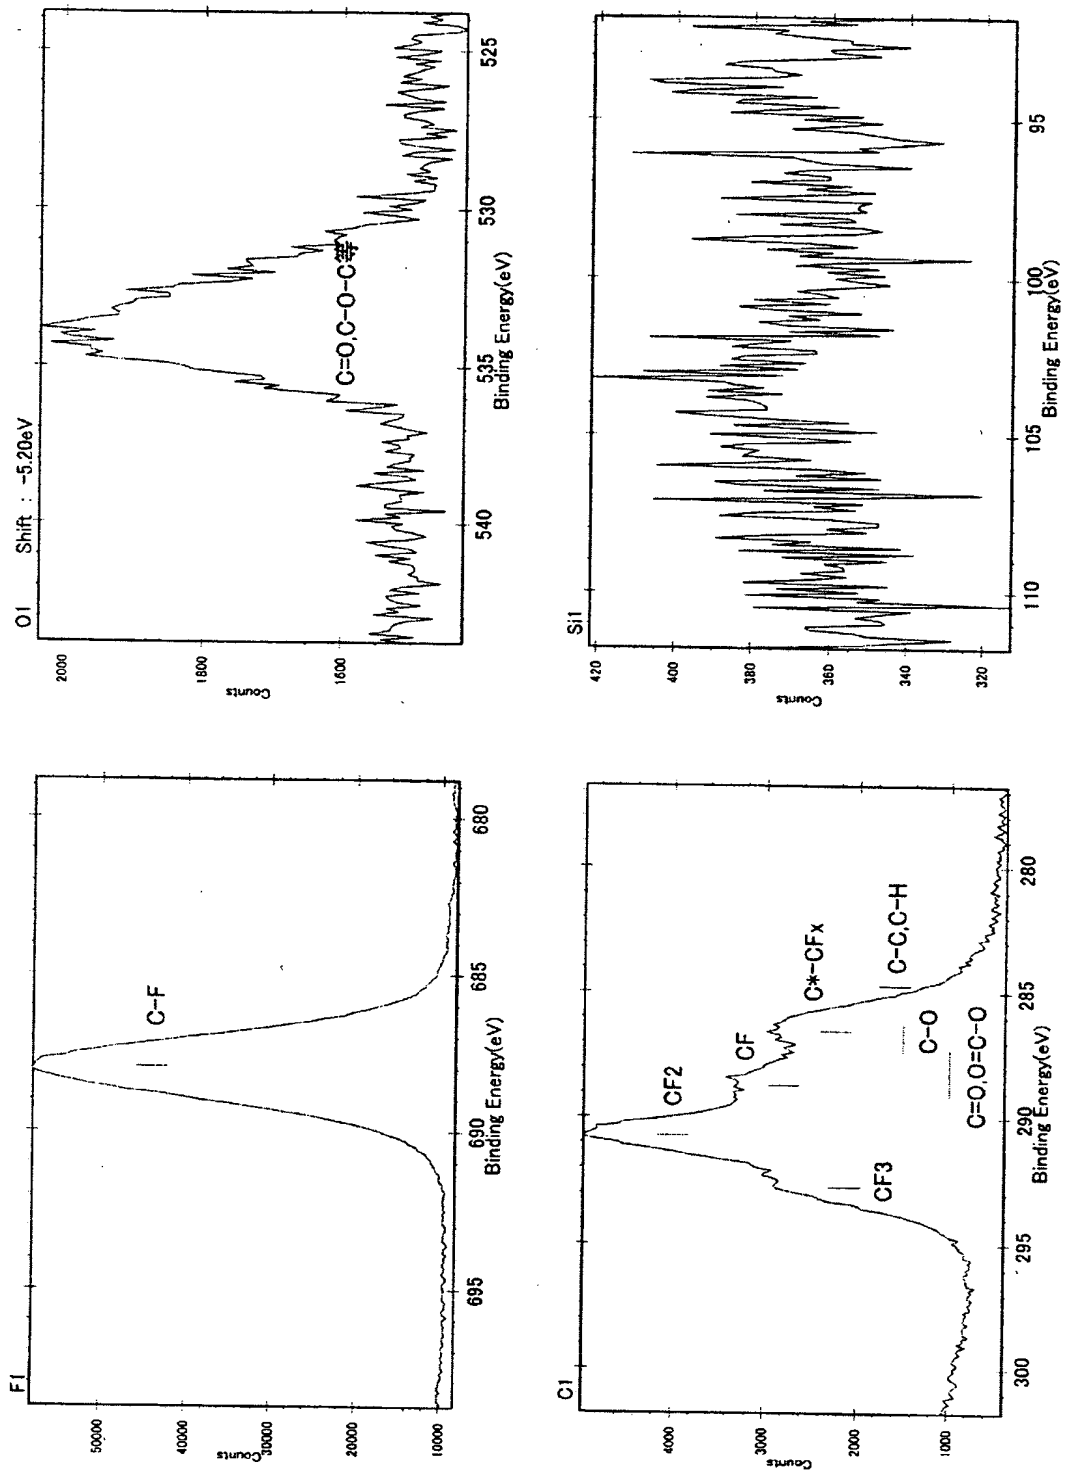 F1
Counts
50000
40000
30000
20000
10000
C-F
695
690
685
680
Binding Energy(eV)
O1 Shift : -5.20eV
Counts
2000
1800
1600
C=O,C-O-C等
540
535
530
525
Binding Energy(eV)
C1
Counts
4000
3000
2000
1000
CF3
CF2
CF
C*-CFx
C-C,C-H
C-O
C=O,O=C-O
300
295
290
285
280
Binding Energy(eV)
Si1
Counts
420
400
380
360
340
320
110
105
100
95
Binding Energy(eV)